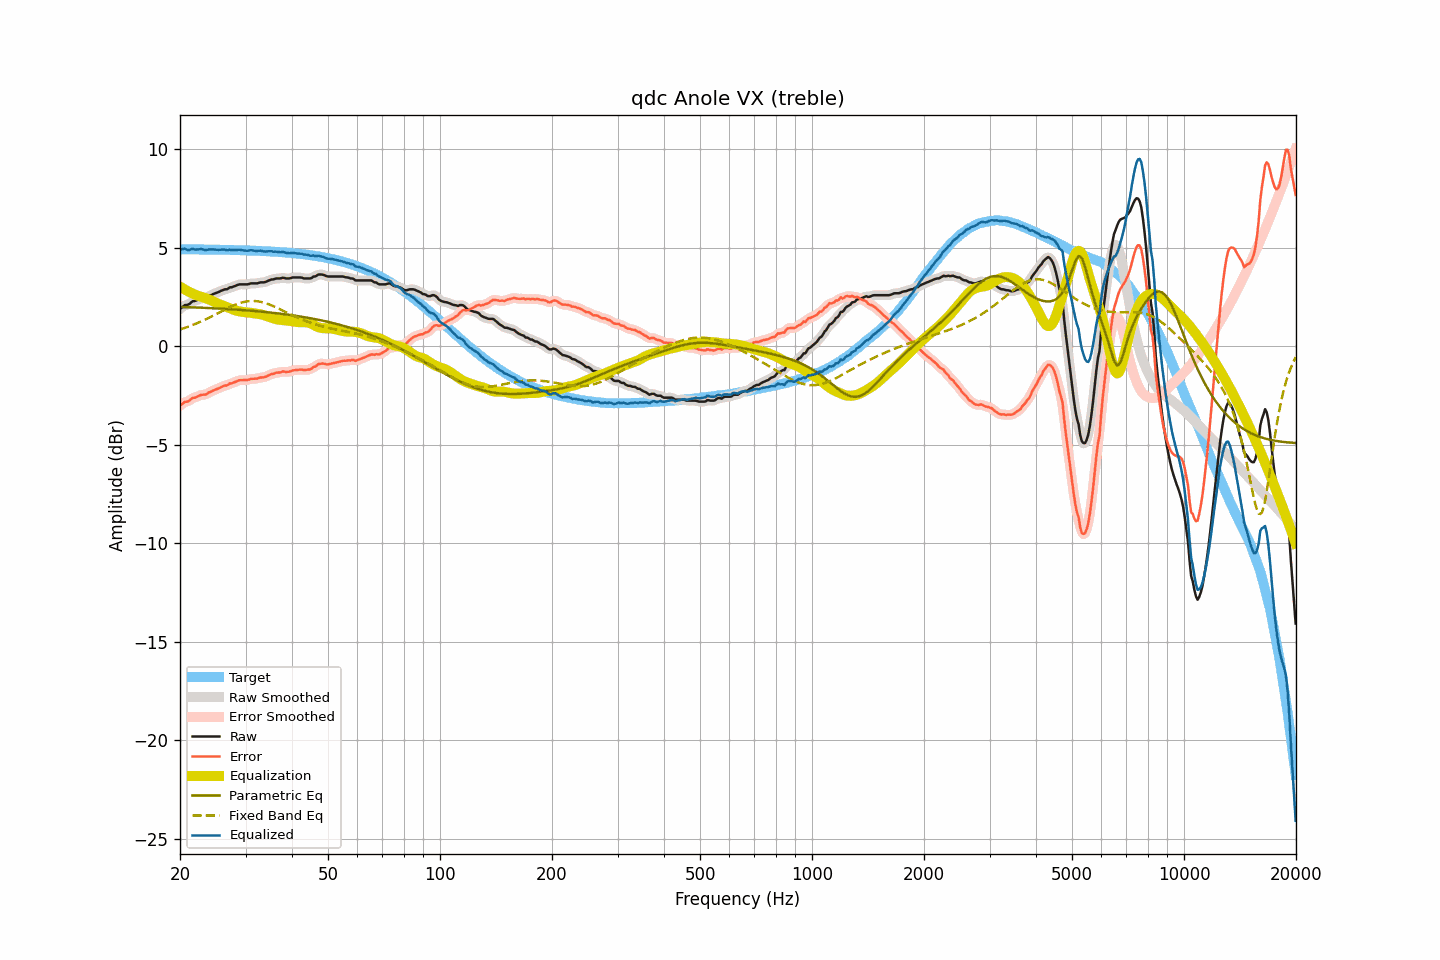 qdc Anole VX (treble)
10
5
0
−5
−10
−15
−20
−25
Amplitude (dBr)
Target
Raw Smoothed
Error Smoothed
Raw
Error
Equalization
Parametric Eq
Fixed Band Eq
Equalized
20 50 100 200 500 1000 2000 5000 10000 20000
Frequency (Hz)